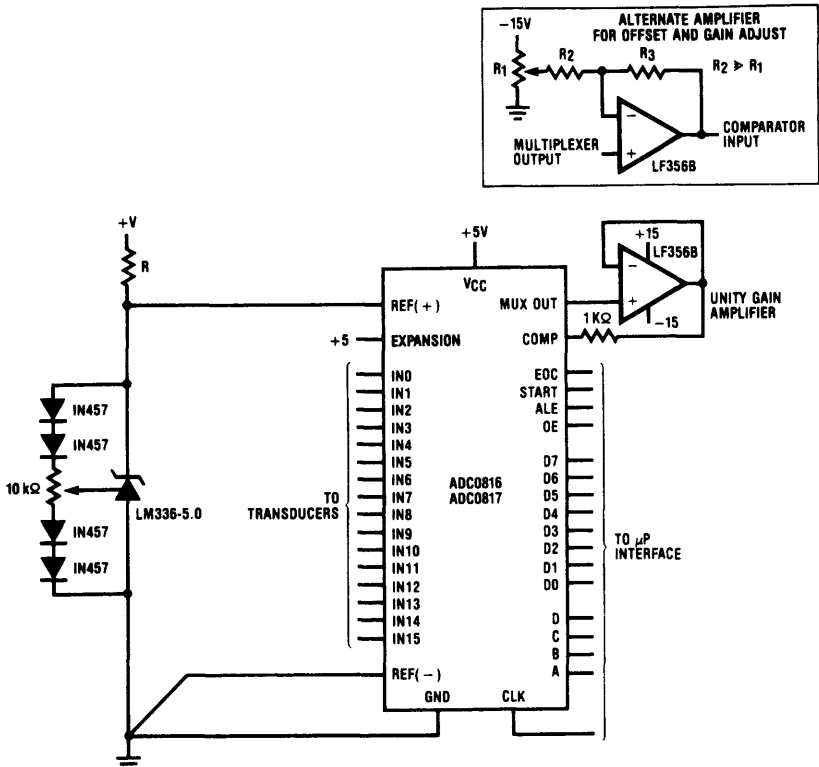 ALTERNATE AMPLIFIER
FOR OFFSET AND GAIN ADJUST
-15V
R1
R2
R3
R2 ≫ R1
−
+
MULTIPLEXER
OUTPUT
LF356B
COMPARATOR
INPUT
+V
R
+5V
VCC
REF(+)
MUX OUT
+15
LF356B
−
+
-15
UNITY GAIN
AMPLIFIER
1 KΩ
+5
EXPANSION
COMP
IN0
IN1
IN2
IN3
IN4
IN5
IN6
IN7
IN8
IN9
IN10
IN11
IN12
IN13
IN14
IN15
TO
TRANSDUCERS
EOC
START
ALE
OE
D7
D6
D5
D4
D3
D2
D1
D0
D
C
B
A
ADC0816
ADC0817
TO µP
INTERFACE
IN457
IN457
10 kΩ
LM336-5.0
IN457
IN457
REF(−)
GND
CLK